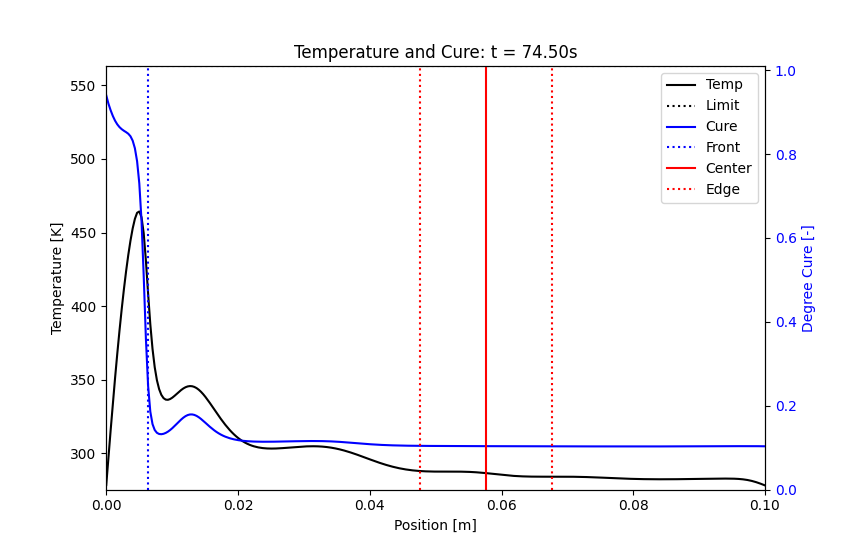 Temperature and Cure: t = 74.50s
550
500
450
400
350
300
Temperature [K]
1.0
0.8
0.6
0.4
0.2
0.0
Degree Cure [-]
Temp
Limit
Cure
Front
Center
Edge
0.00
0.02
0.04
0.06
0.08
0.10
Position [m]